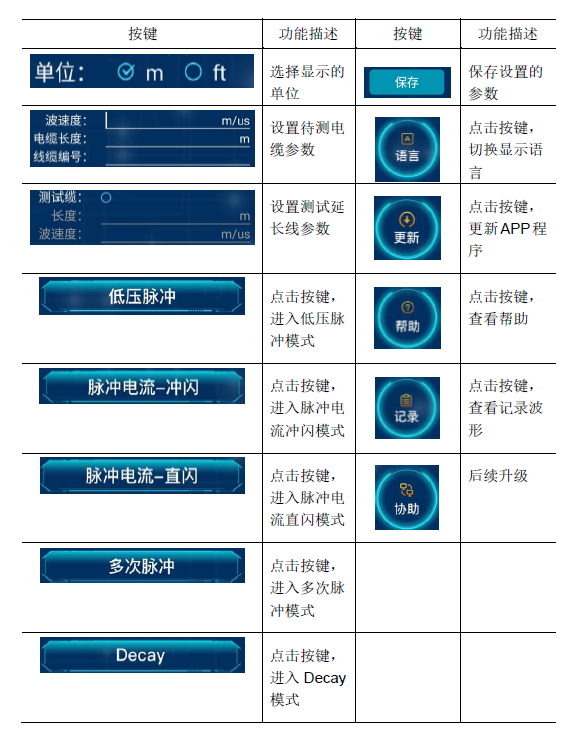 按键 功能描述 按键 功能描述
单位： m ft 选择显示的 保存 保存设置的
单位 参数
波速度： m/us 设置待测电 点击按键，
电缆长度： m 缆参数 语言 切换显示语
线缆编号： 言
测试缆： 设置测试延 点击按键，
长度： m 长线参数 更新 更新APP程
波速度： m/us 序
低压脉冲 点击按键， 点击按键，
进入低压脉 帮助 查看帮助
冲模式
脉冲电流–冲闪 点击按键， 点击按键，
进入脉冲电 记录 查看记录波
流冲闪模式 形
脉冲电流–直闪 点击按键， 后续升级
进入脉冲电 协助
流直闪模式
多次脉冲 点击按键，
进入多次脉
冲模式
Decay 点击按键，
进入 Decay
模式